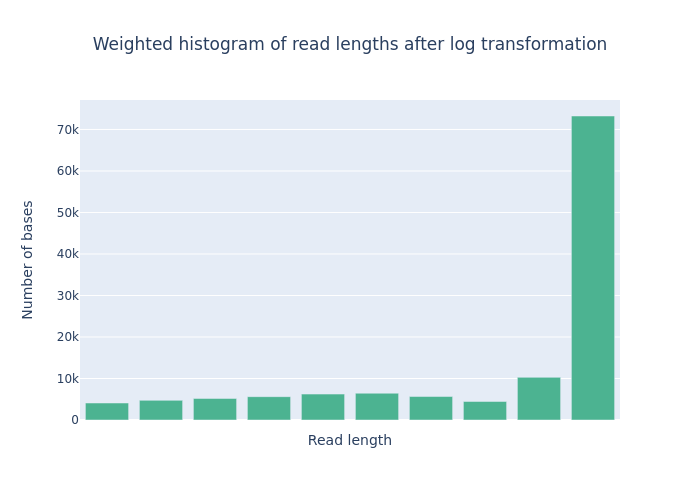 Weighted histogram of read lengths after log transformation
70k
60k
50k
40k
30k
20k
10k
0
Number of bases
Read length